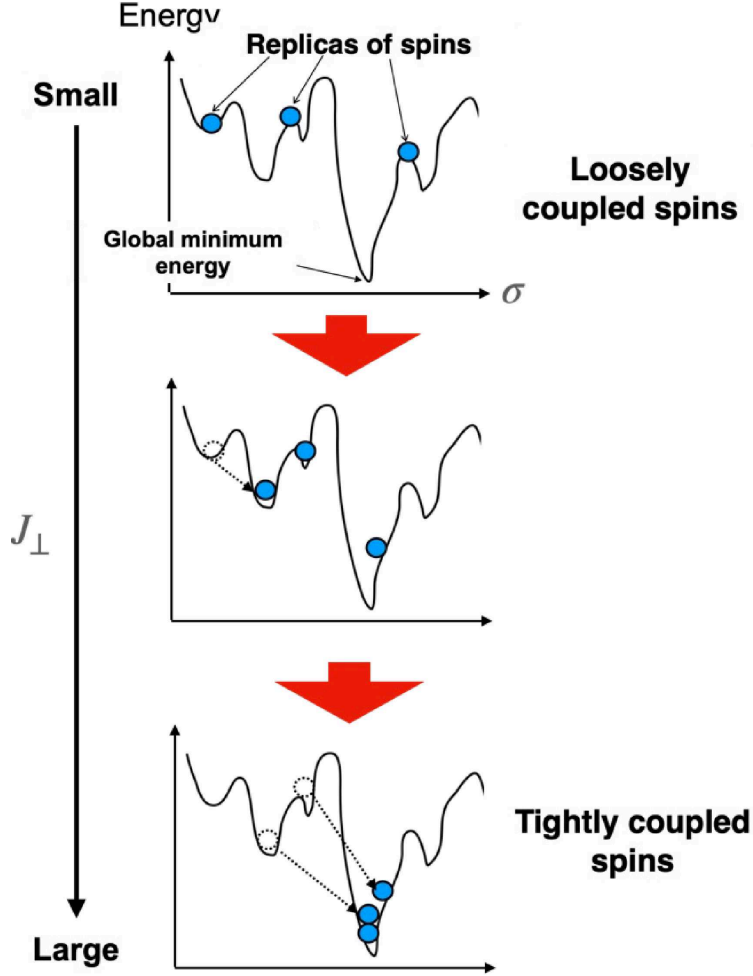 Energy
Replicas of spins
Small
Loosely
coupled spins
Global minimum
energy
σ
J⊥
Tightly coupled
spins
Large